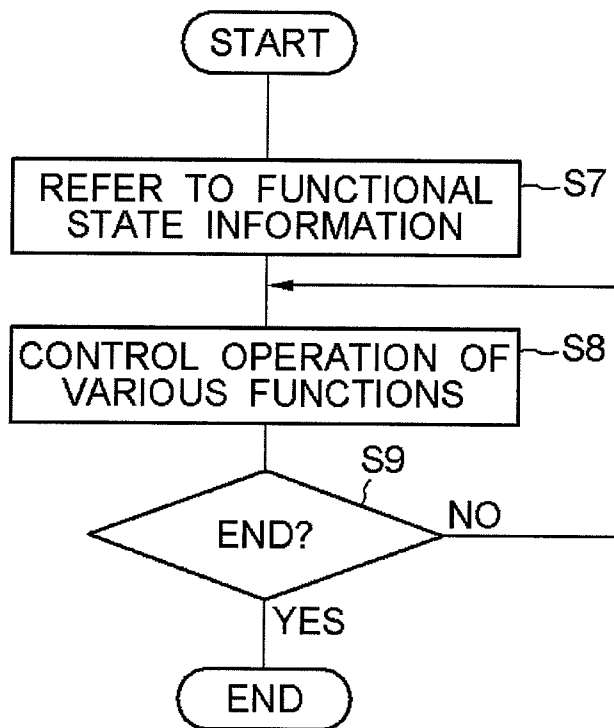 START
REFER TO FUNCTIONAL
STATE INFORMATION
S7
CONTROL OPERATION OF
VARIOUS FUNCTIONS
S8
S9
END?
NO
YES
END